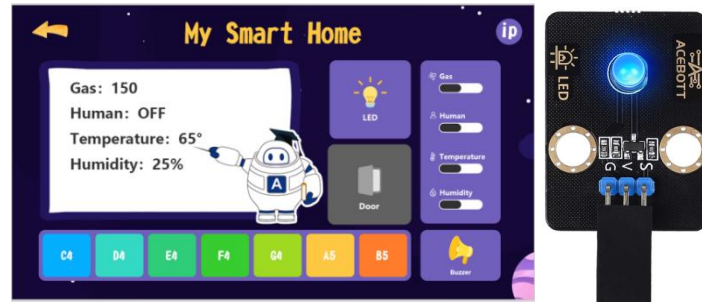 My Smart Home
ip
Gas: 150
Human: OFF
Temperature: 65°
Humidity: 25%
A
LED
Door
Gas
Human
Temperature
Humidity
C4
D4
E4
F4
G4
A5
B5
Buzzer
LED
ACEBOTT
G V S